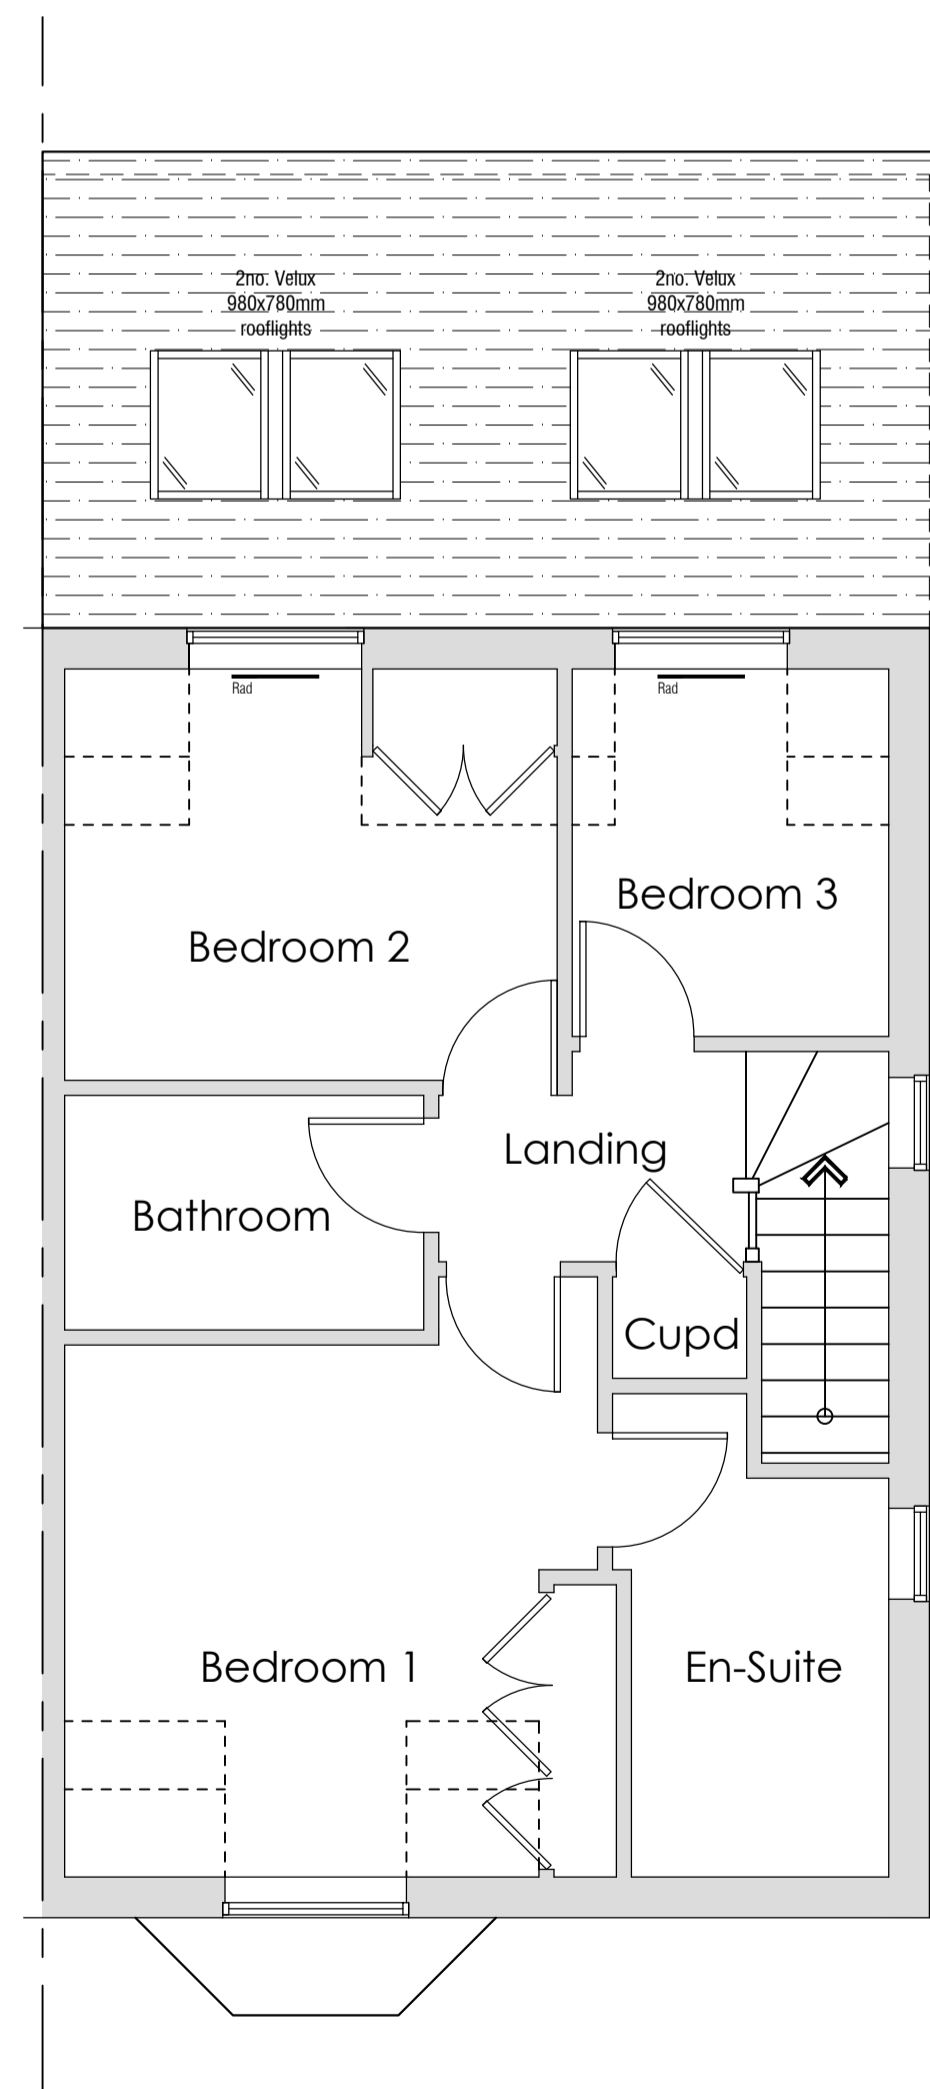 2no. Velux
980x780mm
rooflights
2no. Velux
980x780mm
rooflights
Rad
Rad
Bedroom 3
Bedroom 2
Landing
Bathroom
Cupd
Bedroom 1
En-Suite